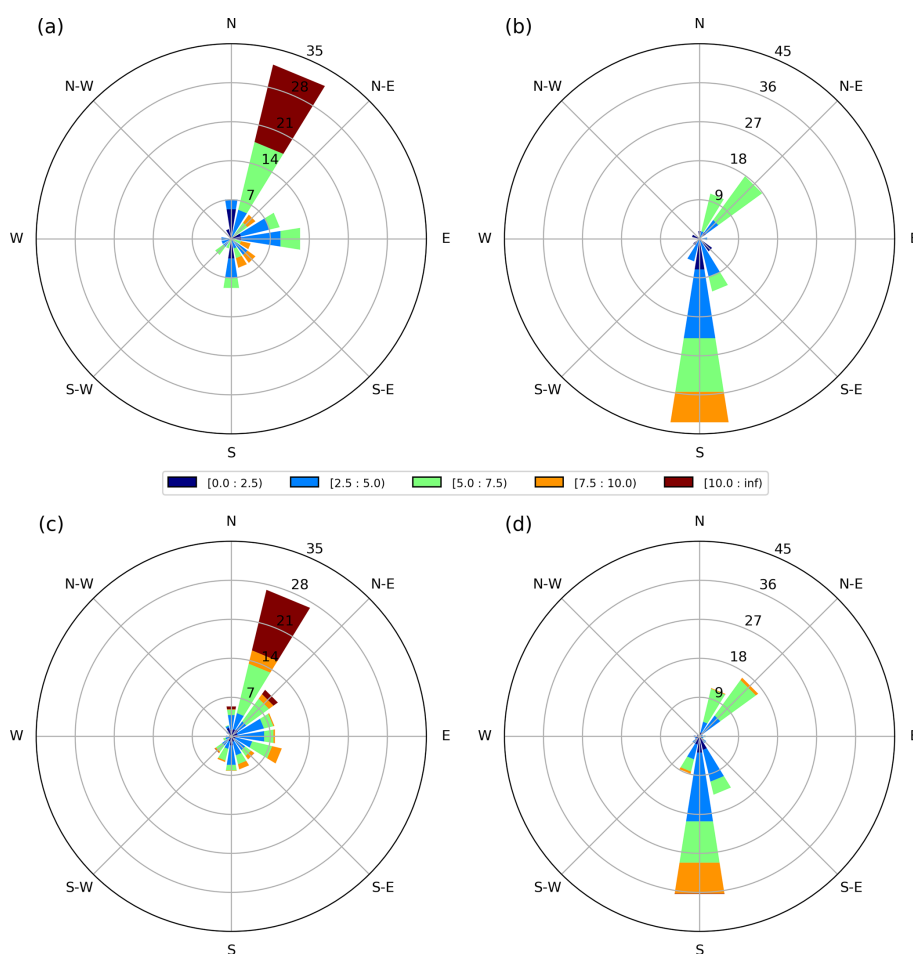 (a)
N
35
(b)
N
45
N-W
28
N-E
N-W
36
N-E
21
27
14
18
7
9
W
E
W
E
S-W
S-E
S-W
S-E
S
S
[0.0 : 2.5)
[2.5 : 5.0)
[5.0 : 7.5)
[7.5 : 10.0)
[10.0 : inf)
(c)
N
35
(d)
N
45
N-W
28
N-E
N-W
36
N-E
21
27
14
18
7
9
W
E
W
E
S-W
S-E
S-W
S-E
S
S